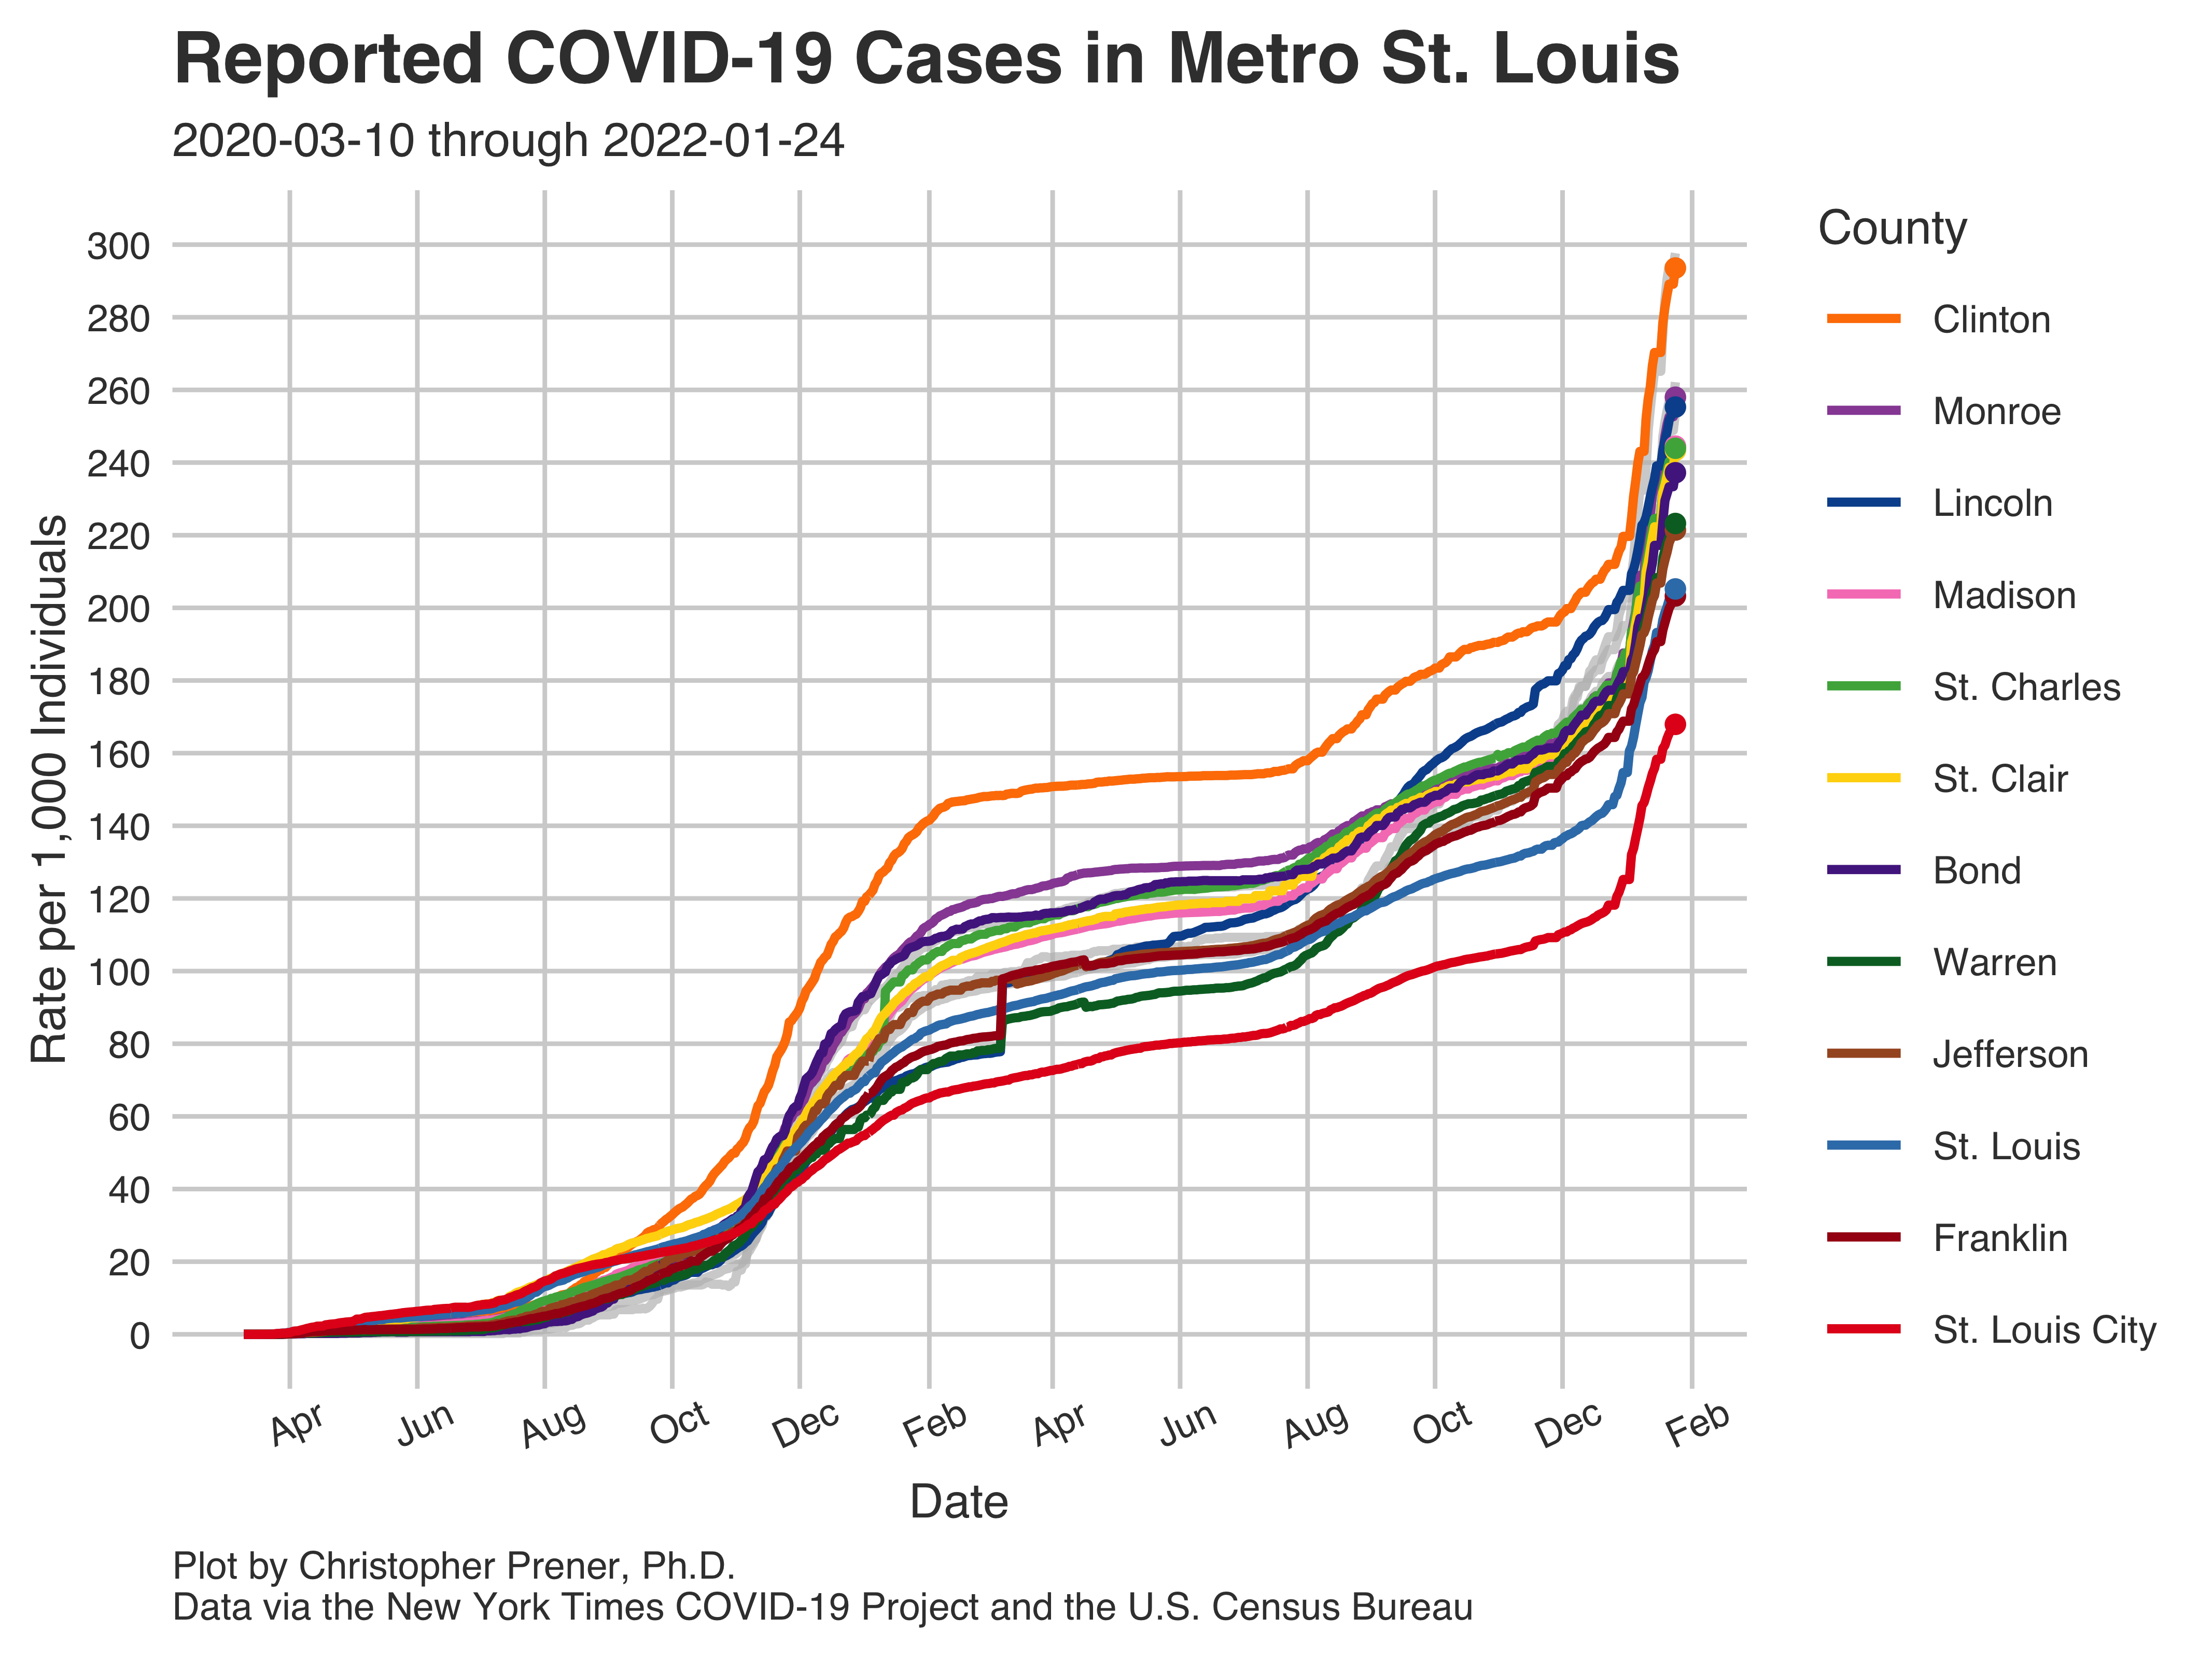 Reported COVID-19 Cases in Metro St. Louis
2020-03-10 through 2022-01-24
Rate per 1,000 Individuals
300
280
260
240
220
200
180
160
140
120
100
80
60
40
20
0
Apr
Jun
Aug
Oct
Dec
Feb
Apr
Jun
Aug
Oct
Dec
Feb
Date
County
Clinton
Monroe
Lincoln
Madison
St. Charles
St. Clair
Bond
Warren
Jefferson
St. Louis
Franklin
St. Louis City
Plot by Christopher Prener, Ph.D.
Data via the New York Times COVID-19 Project and the U.S. Census Bureau